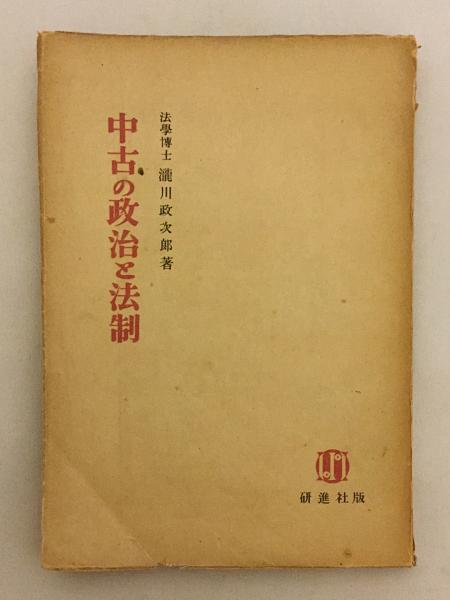 法學博士 瀧川政次郎著
中古の政治と法制
研進社版